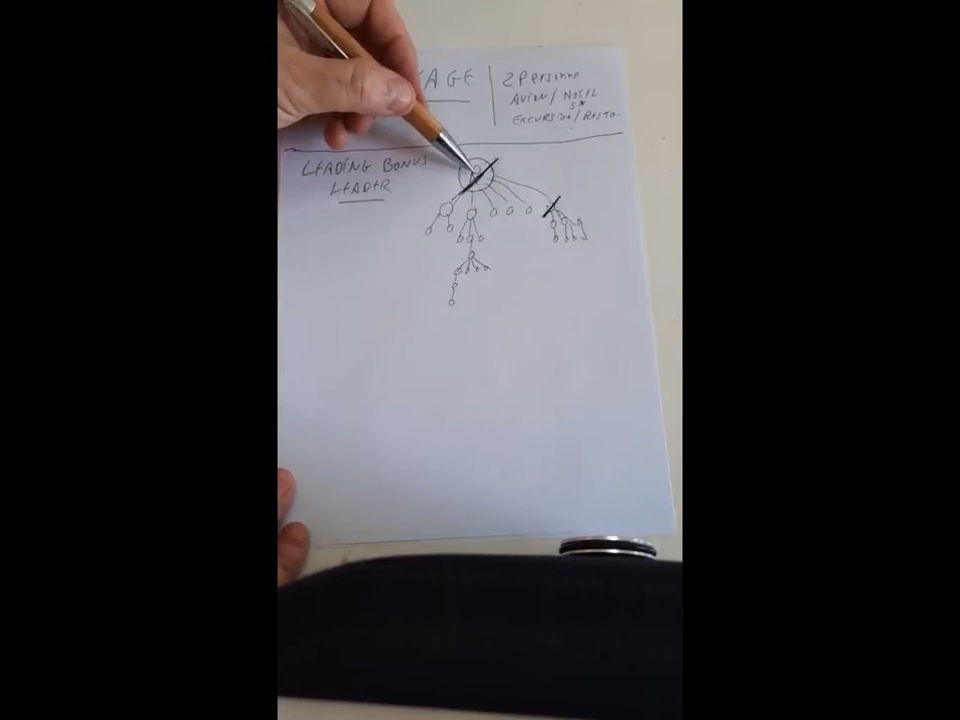 AGE
2 Personne
AVION / HOTEL
5*
EXCURSION / RESTO.
LEADING BONUS
LEADER